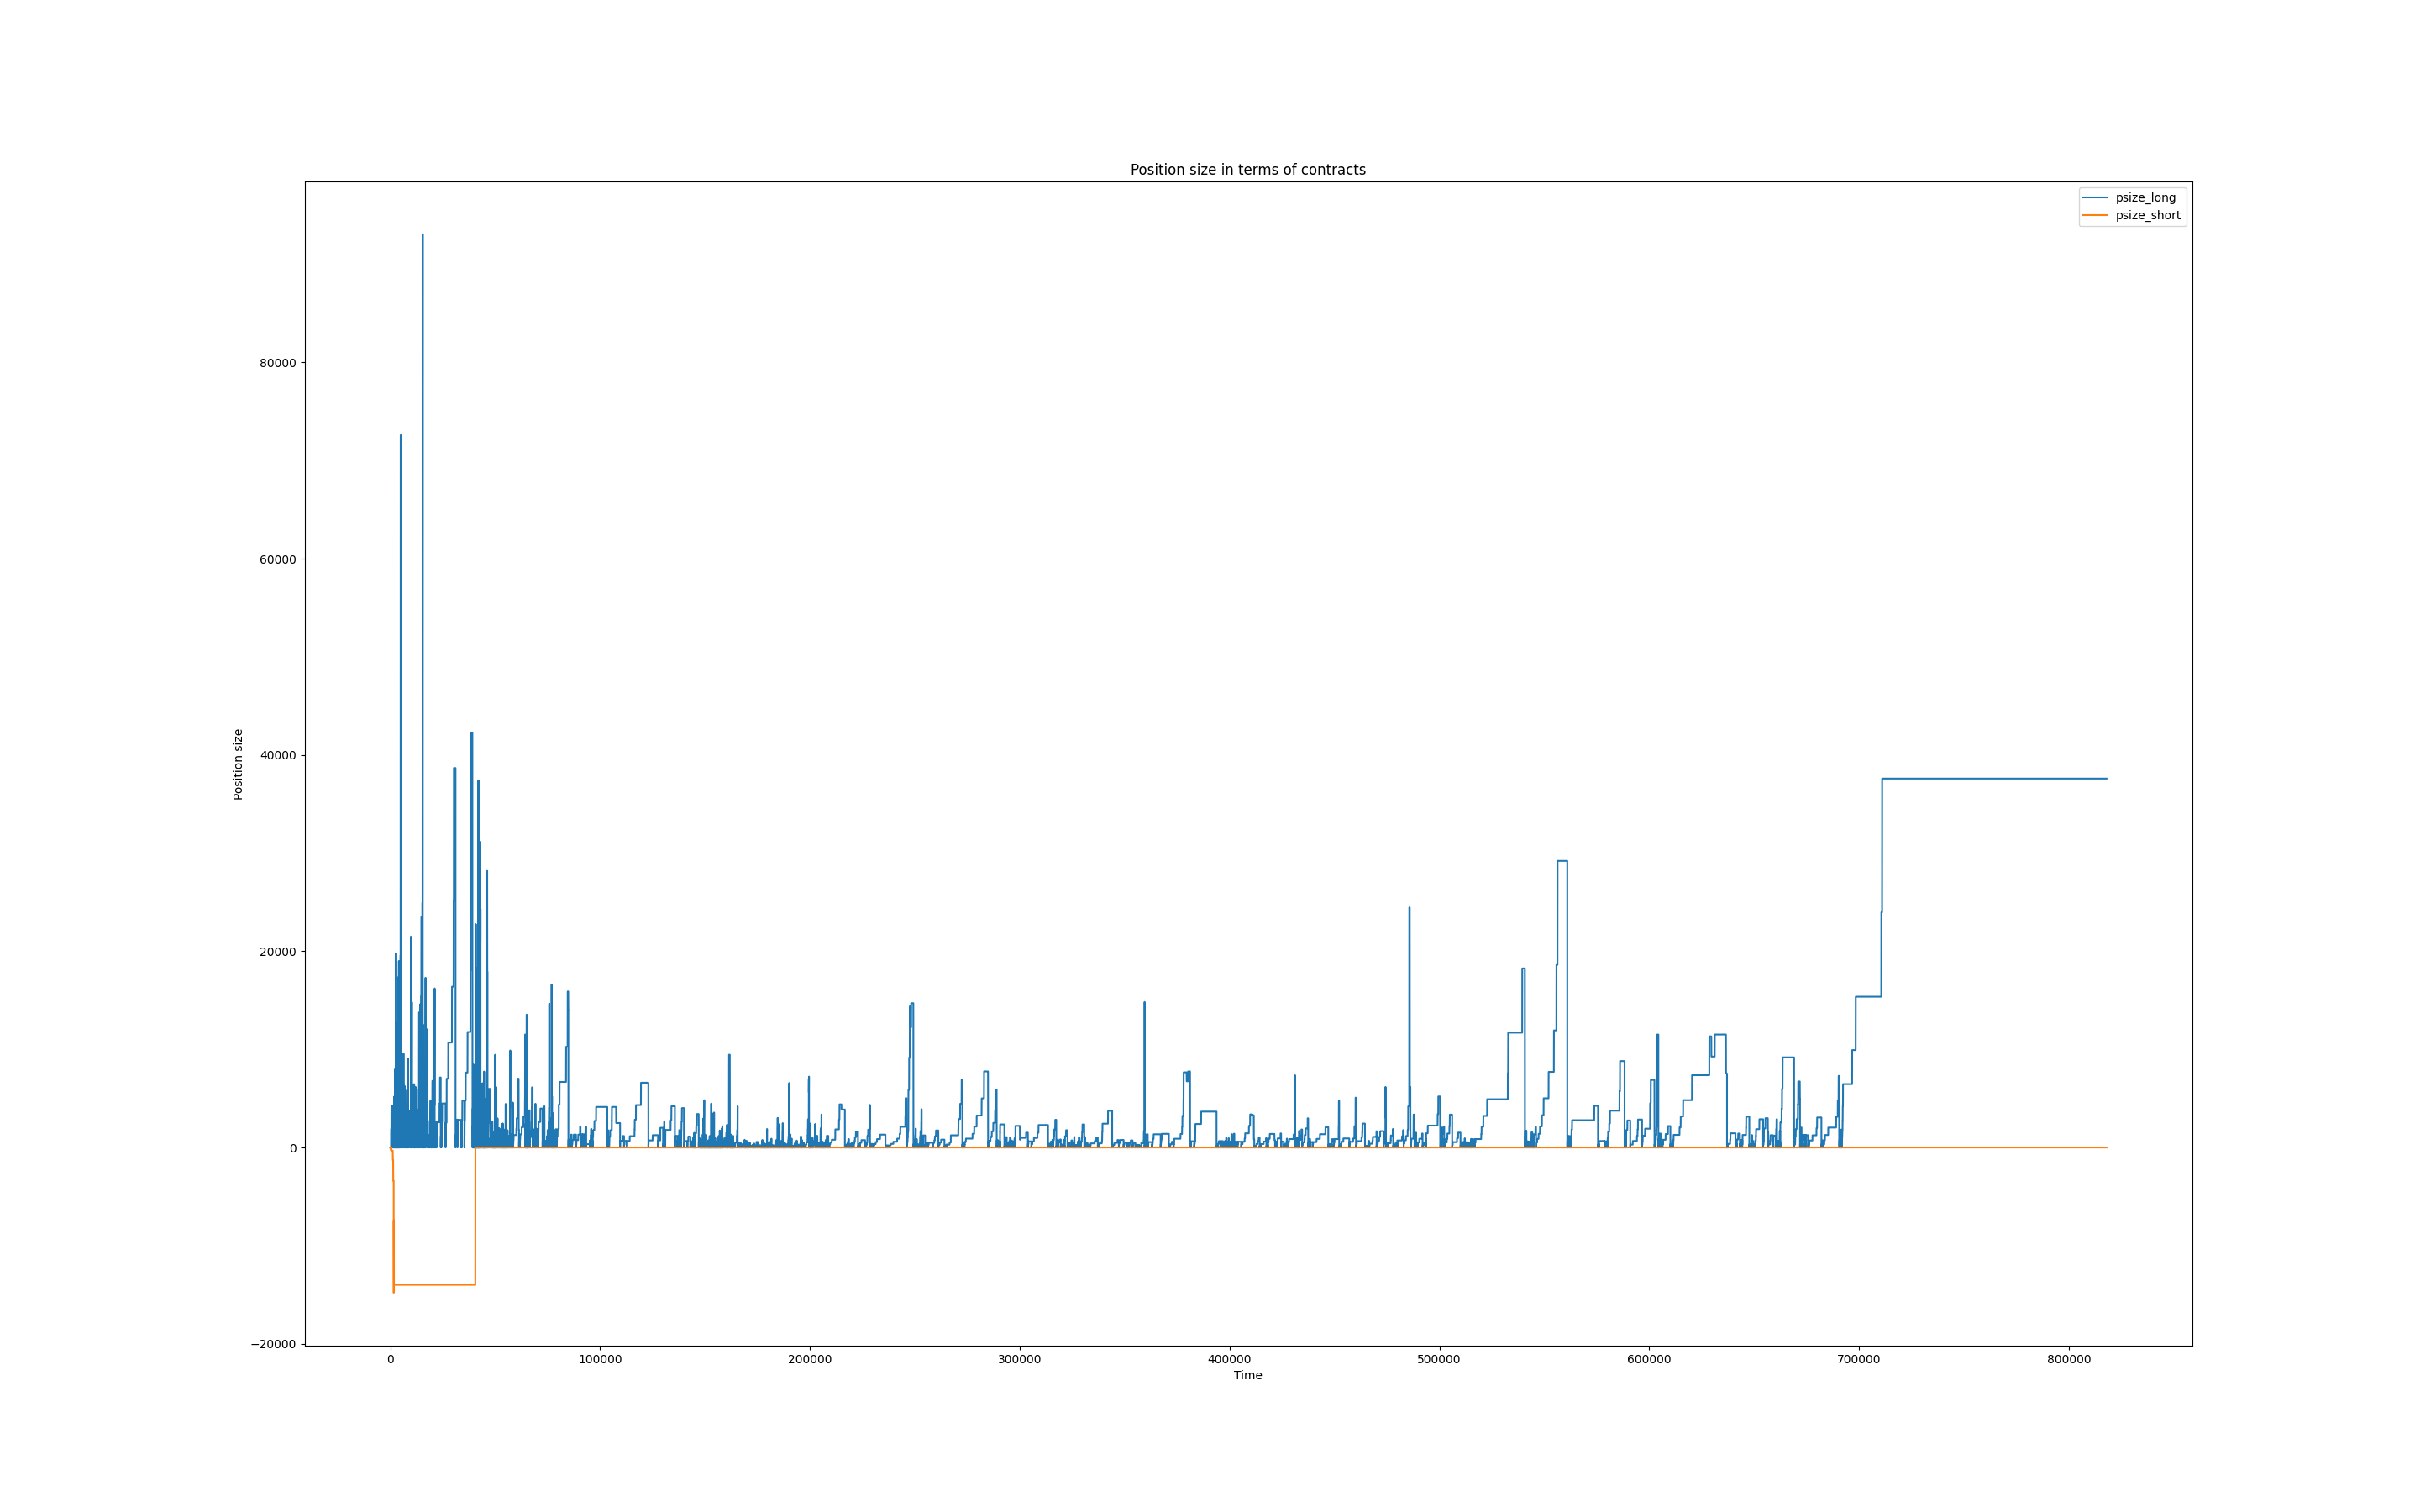 Position size in terms of contracts
psize_long
psize_short
80000
60000
40000
20000
0
−20000
Position size
0 100000 200000 300000 400000 500000 600000 700000 800000
Time